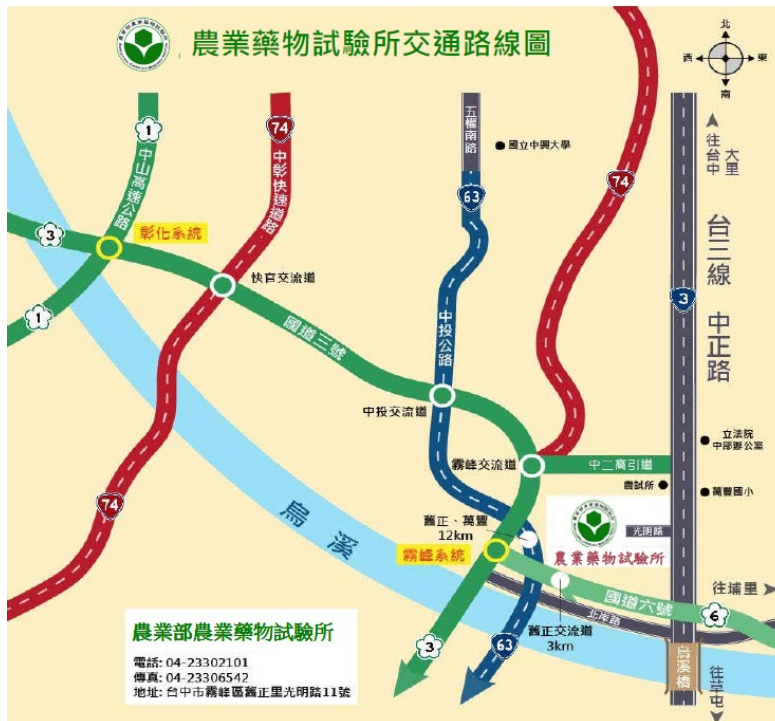 農業藥物試驗所交通路線圖
北
西
東
南
1
中山高速公路
74
中彰快速道路
五權南路
國立中興大學
63
74
往台中
大里
3
彰化系統
快官交流道
1
國道三號
中投公路
3
台三線 中正路
中投交流道
霧峰交流道
中二高引道
立法院
中部辦公室
農試所
萬豐國小
74
烏溪
舊正、萬豐
12km
光明路
農業藥物試驗所
霧峰系統
國道六號
北岸路
6
往埔里
舊正交流道
3km
3
63
烏溪橋
往草屯
農業部農業藥物試驗所
電話: 04-23302101
傳真: 04-23306542
地址: 台中市霧峰區舊正里光明路11號